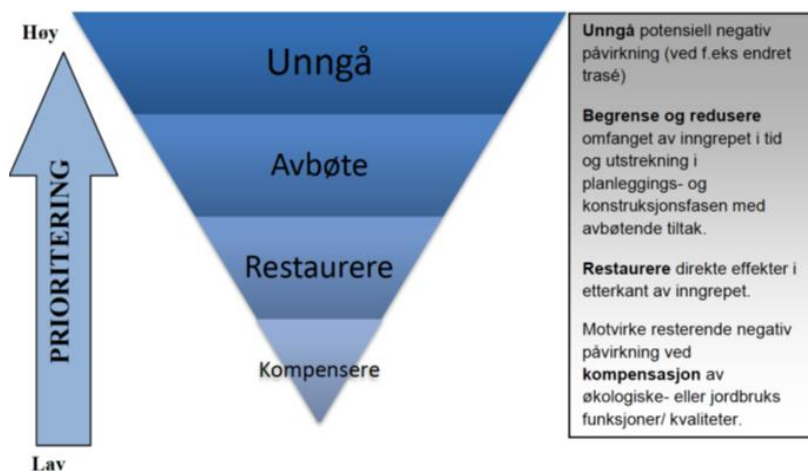 Høy
PRIORITERING
Lav
Unngå
Avbøte
Restaurere
Kompensere
Unngå potensiell negativ
påvirkning (ved f.eks endret
trasé)
Begrense og redusere
omfanget av inngrepet i tid
og utstrekning i
planleggings- og
konstruksjonsfasen med
avbøtende tiltak.
Restaurere direkte effekter i
etterkant av inngrepet.
Motvirke resterende negativ
påvirkning ved
kompensasjon av
økologiske- eller jordbruks
funksjoner/ kvaliteter.